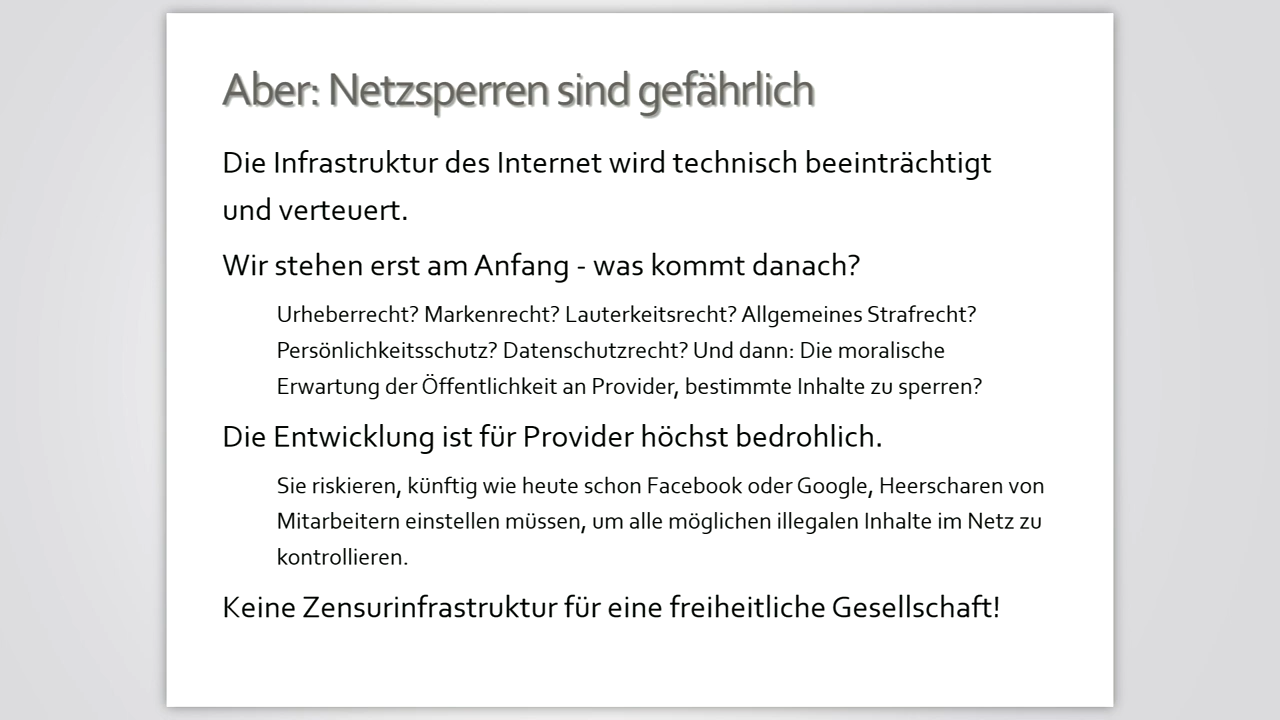 Aber: Netzsperren sind gefährlich
Die Infrastruktur des Internet wird technisch beeinträchtigt
und verteuert.
Wir stehen erst am Anfang - was kommt danach?
Urheberrecht? Markenrecht? Lauterkeitsrecht? Allgemeines Strafrecht?
Persönlichkeitsschutz? Datenschutzrecht? Und dann: Die moralische
Erwartung der Öffentlichkeit an Provider, bestimmte Inhalte zu sperren?
Die Entwicklung ist für Provider höchst bedrohlich.
Sie riskieren, künftig wie heute schon Facebook oder Google, Heerscharen von
Mitarbeitern einstellen müssen, um alle möglichen illegalen Inhalte im Netz zu
kontrollieren.
Keine Zensurinfrastruktur für eine freiheitliche Gesellschaft!